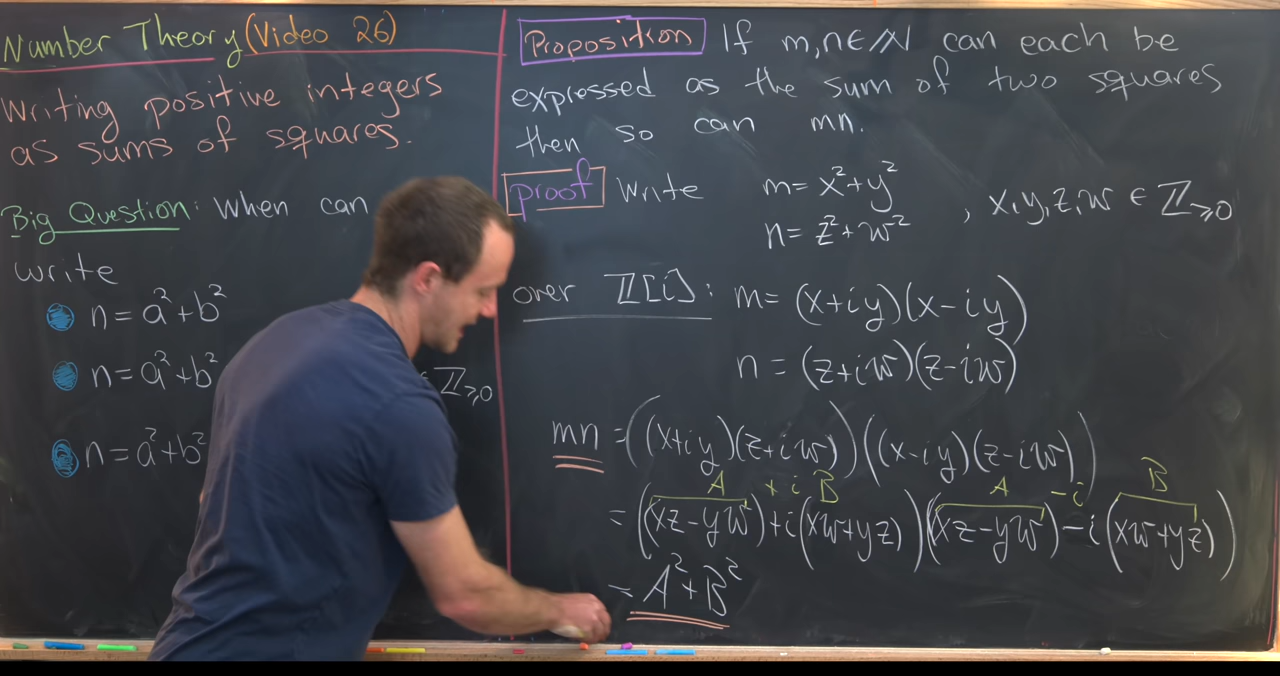 Number Theory (Video 26)
Writing positive integers
as sums of squares.
Big Question: When can
write
n = a² + b²
n = a² + b²
ℤ≥0
n = a² + b²
Proposition If m,n ∈ ℕ can each be
expressed as the sum of two squares
then so can mn.
proof Write m = x² + y²
n = z² + w² , x,y,z,w ∈ ℤ≥0
over ℤ[i]: m = (x+iy)(x-iy)
n = (z+iw)(z-iw)
mn = ((x+iy)(z+iw))((x-iy)(z-iw))
A + i B A - i B
= ((xz-yw)+i(xw+yz))((xz-yw)-i(xw+yz))
= A² + B²